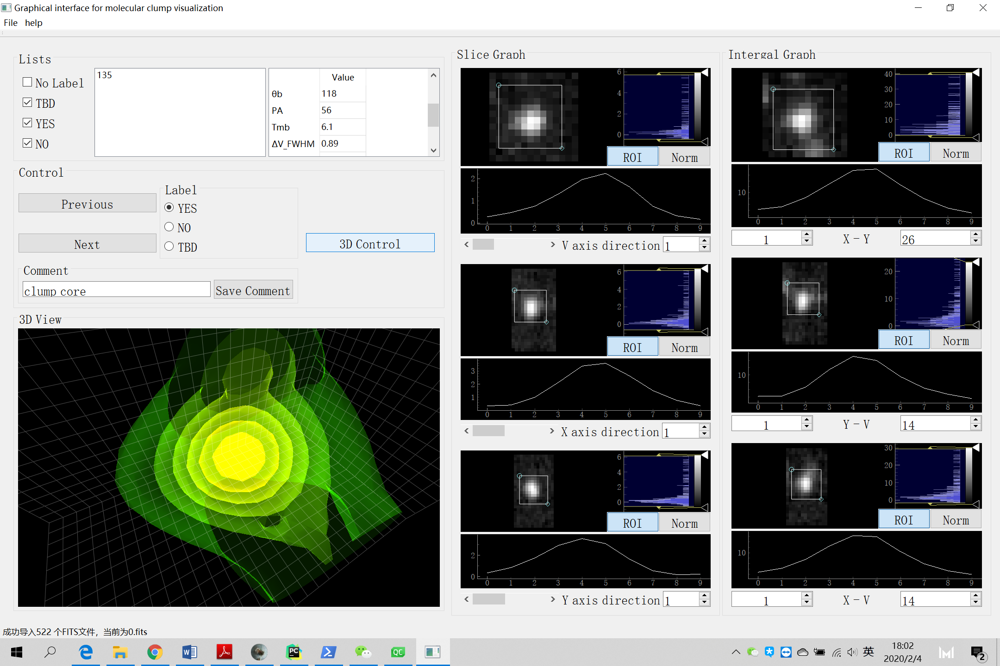 Graphical interface for molecular clump visualization
File help
Lists
No Label
TBD
YES
NO
135
Value
θb 118
PA 56
Tmb 6.1
ΔV_FWHM 0.89
Control
Previous
Next
Label
YES
NO
TBD
3D Control
Comment
clump core
Save Comment
3D View
Slice Graph
6
4
2
0
ROI Norm
2
1
0
0 1 2 3 4 5 6 7 8 9
< > V axis direction 1
6
4
2
0
ROI Norm
3
2
1
0 1 2 3 4 5 6 7 8 9
< > X axis direction 1
6
4
2
0
ROI Norm
2
0
0 1 2 3 4 5 6 7 8 9
< > Y axis direction 1
Intergal Graph
40
30
20
10
0
ROI Norm
10
0 1 2 3 4 5 6 7 8 9
1 X - Y 26
20
10
0
ROI Norm
10
0 1 2 3 4 5 6 7 8 9
1 Y - V 14
30
20
10
0
ROI Norm
10
0 1 2 3 4 5 6 7 8 9
1 X - V 14
成功导入522 个FITS文件，当前为0.fits
W
PC
QC
英
18:02
2020/2/4
2